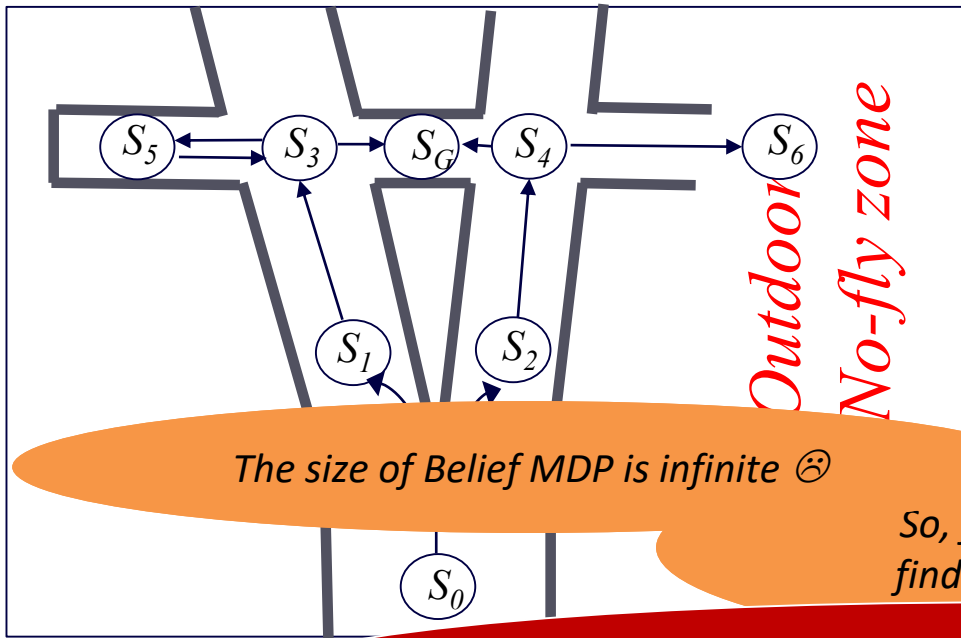 S5 S3 SG S4 S6
S1 S2
Outdoor
No-fly zone
The size of Belief MDP is infinite ☹
So,
find
S0